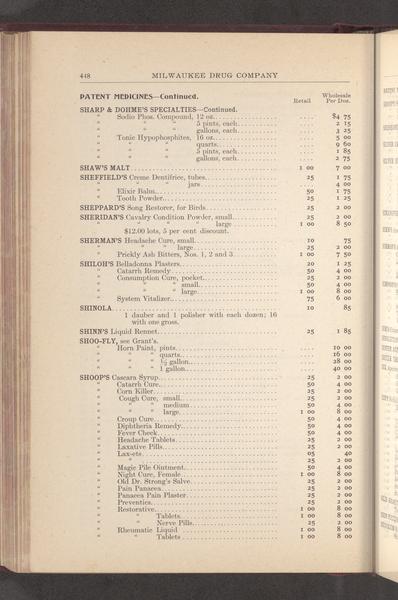 448 MILWAUKEE DRUG COMPANY
PATENT MEDICINES—Continued.
Retail Wholesale Per Doz.
SHARP & DOHME'S SPECIALTIES—Continued.
" Sodio Phos. Compound, 12 oz. .... $4 75
" " " 5 pints, each .... 2 15
" " " gallons, each .... 3 25
" Tonic Hypophosphites, 16 oz. .... 5 00
" " " quarts .... 9 60
" " " 5 pints, each .... 1 85
" " " gallons, each .... 2 75
SHAW'S MALT 1 00 7 00
SHEFFIELD'S Creme Dentifrice, tubes 25 1 75
" " " jars .... 4 00
" Elixir Balm 50 1 75
" Tooth Powder 25 1 25
SHEPPARD'S Song Restorer, for Birds 25 2 00
SHERIDAN'S Cavalry Condition Powder, small 25 2 00
" " " " large 1 00 8 50
$12.00 lots, 5 per cent discount.
SHERMAN'S Headache Cure, small 10 75
" " " large 25 2 00
" Prickly Ash Bitters, Nos. 1, 2 and 3 1 00 7 50
SHILOH'S Belladonna Plasters 20 1 25
" Catarrh Remedy 50 4 00
" Consumption Cure, pocket 25 2 00
" " " small 50 4 00
" " " large 1 00 8 00
" System Vitalizer 75 6 00
SHINOLA 10 85
1 dauber and 1 polisher with each dozen; 16
with one gross.
SHINN'S Liquid Rennet 25 1 85
SHOO-FLY, see Grant's.
" Horn Paint, pints .... 10 00
" " " quarts .... 16 00
" " " ½ gallon .... 28 00
" " " 1 gallon .... 40 00
SHOOP'S Cascara Syrup 25 2 00
" Catarrh Cure 50 4 00
" Corn Killer 25 2 00
" Cough Cure, small 25 2 00
" " " medium 50 4 00
" " " large 1 00 8 00
" Croup Cure 50 4 00
" Diphtheria Remedy 50 4 00
" Fever Check 50 4 00
" Headache Tablets 25 2 00
" Laxative Pills 25 2 00
" Lax-ets 05 40
" " 25 2 00
" Magic Pile Ointment 50 4 00
" Night Cure, Female 1 00 8 00
" Old Dr. Strong's Salve 25 2 00
" Pain Panacea 25 2 00
" Panacea Pain Plaster 25 2 00
" Preventics 25 2 00
" Restorative 1 00 8 00
" " Tablets 1 00 8 00
" " Nerve Pills 25 2 00
" Rheumatic Liquid 1 00 8 00
" " Tablets 1 00 8 00